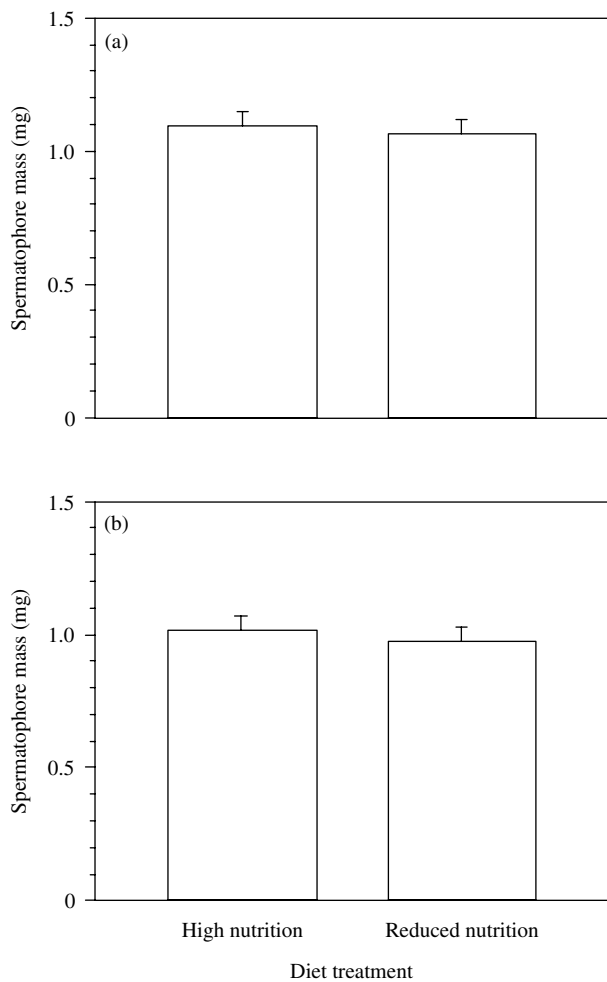 1.5
(a)
1.0
0.5
0
Spermatophore mass (mg)
1.5
(b)
1.0
0.5
0
Spermatophore mass (mg)
High nutrition Reduced nutrition
Diet treatment